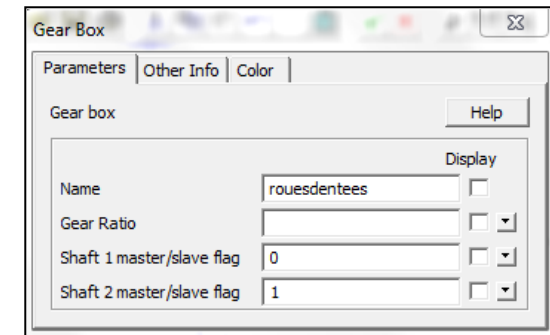 Gear Box
Parameters Other Info Color
Gear box Help
Display
Name rouesdentees
Gear Ratio
Shaft 1 master/slave flag 0
Shaft 2 master/slave flag 1